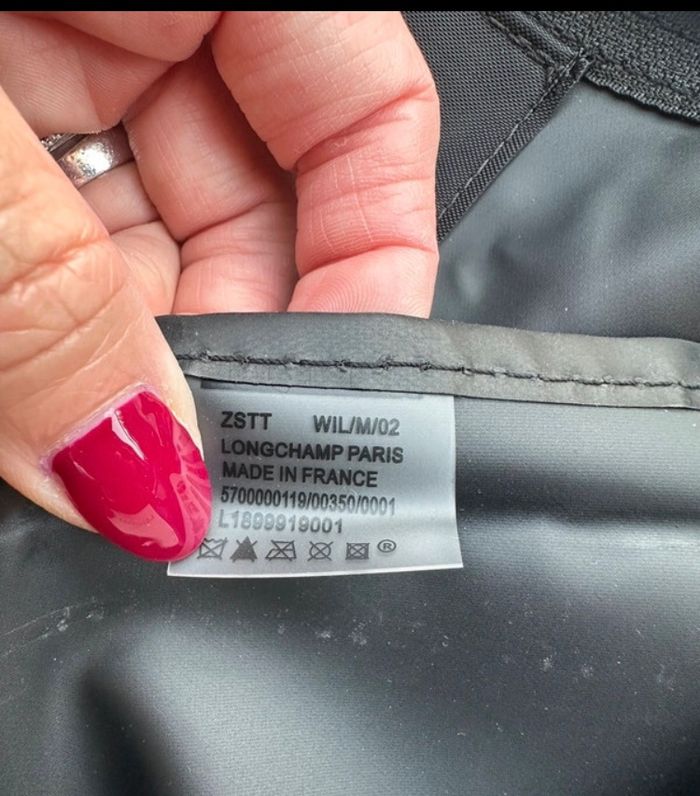 ZSTT WIL/M/02
LONGCHAMP PARIS
MADE IN FRANCE
5700000119/00350/0001
L1899919001
®